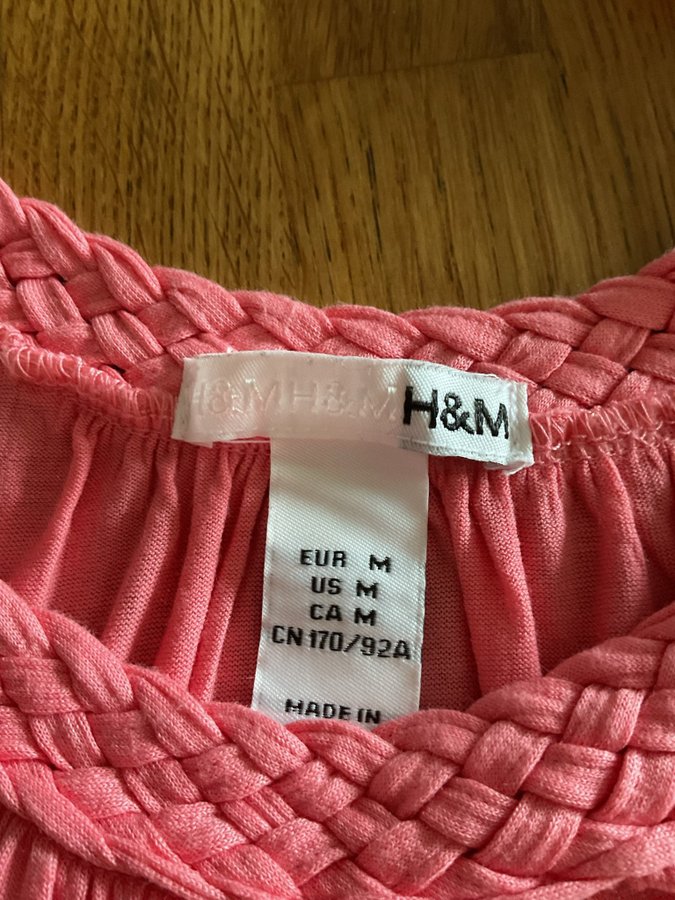 H&M H&M H&M
EUR M
US M
CA M
CN 170/92A
MADE IN